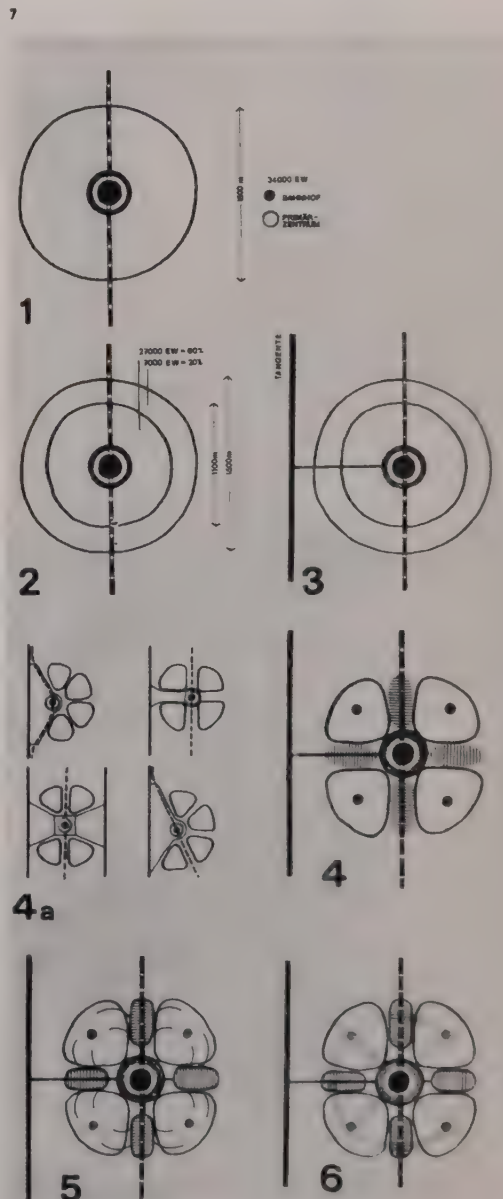 7
34000 EW
BAHNHOF
PRIMÄR-
ZENTRUM
1
27000 EW = 80%
7000 EW = 20%
1100m
2
TANGENTE
3
4a
4
5
6